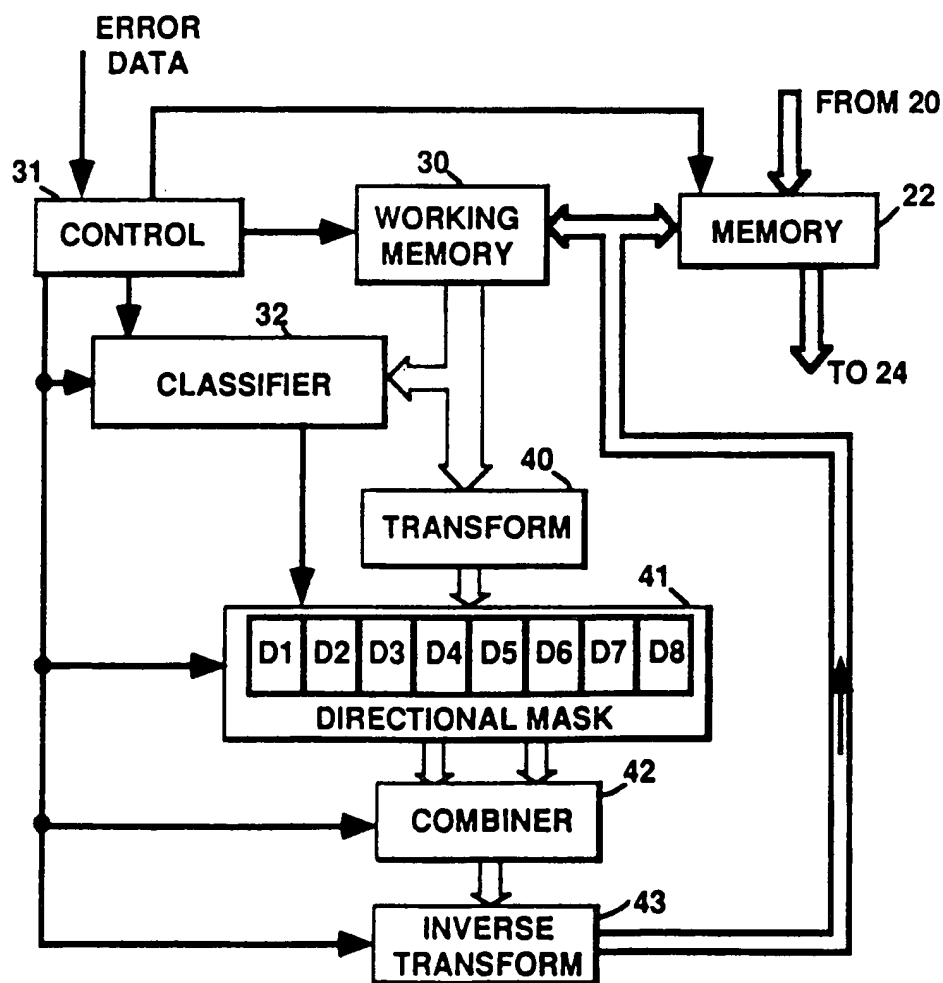 ERROR
DATA
FROM 20
31
30
22
CONTROL
WORKING
MEMORY
MEMORY
32
CLASSIFIER
TO 24
40
TRANSFORM
41
D1 D2 D3 D4 D5 D6 D7 D8
DIRECTIONAL MASK
42
COMBINER
43
INVERSE
TRANSFORM